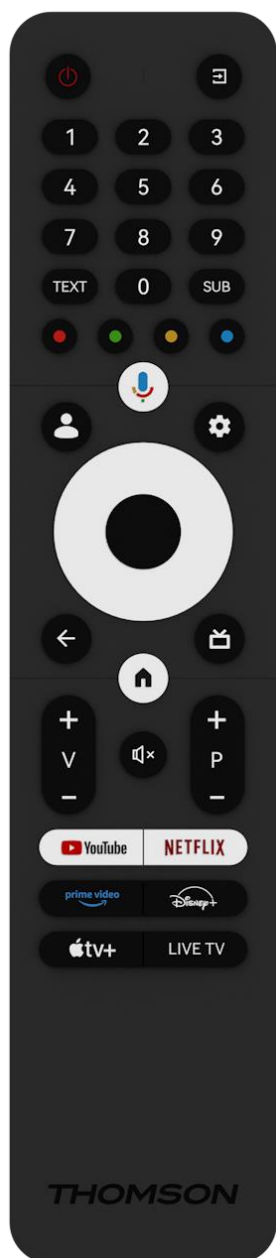 1 2 3
4 5 6
7 8 9
TEXT 0 SUB
+ +
V P
− −
YouTube NETFLIX
prime video Disney+
tv+ LIVE TV
THOMSON